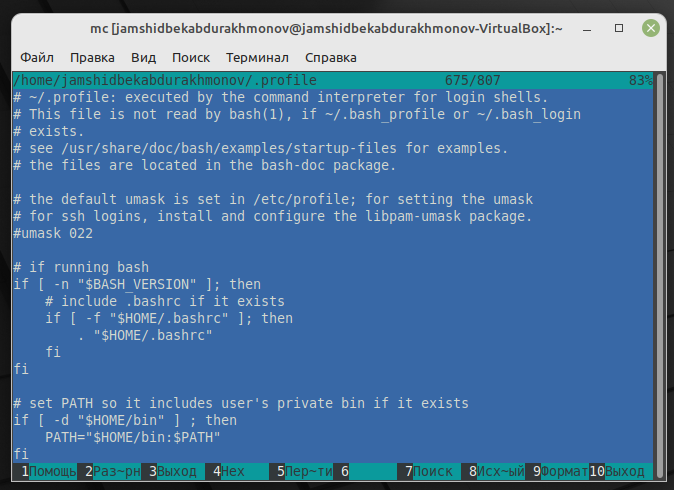 mc [jamshidbekabdurakhmonov@jamshidbekabdurakhmonov-VirtualBox]:~
Файл Правка Вид Поиск Терминал Справка
/home/jamshidbekabdurakhmonov/.profile 675/807 83%
# ~/.profile: executed by the command interpreter for login shells.
# This file is not read by bash(1), if ~/.bash_profile or ~/.bash_login
# exists.
# see /usr/share/doc/bash/examples/startup-files for examples.
# the files are located in the bash-doc package.

# the default umask is set in /etc/profile; for setting the umask
# for ssh logins, install and configure the libpam-umask package.
#umask 022

# if running bash
if [ -n "$BASH_VERSION" ]; then
    # include .bashrc if it exists
    if [ -f "$HOME/.bashrc" ]; then
        . "$HOME/.bashrc"
    fi
fi

# set PATH so it includes user's private bin if it exists
if [ -d "$HOME/bin" ] ; then
    PATH="$HOME/bin:$PATH"
fi
1Помощь 2Раз~рн 3Выход 4Hex 5Пер~ти 6 7Поиск 8Исх~ый 9Формат 10Выход